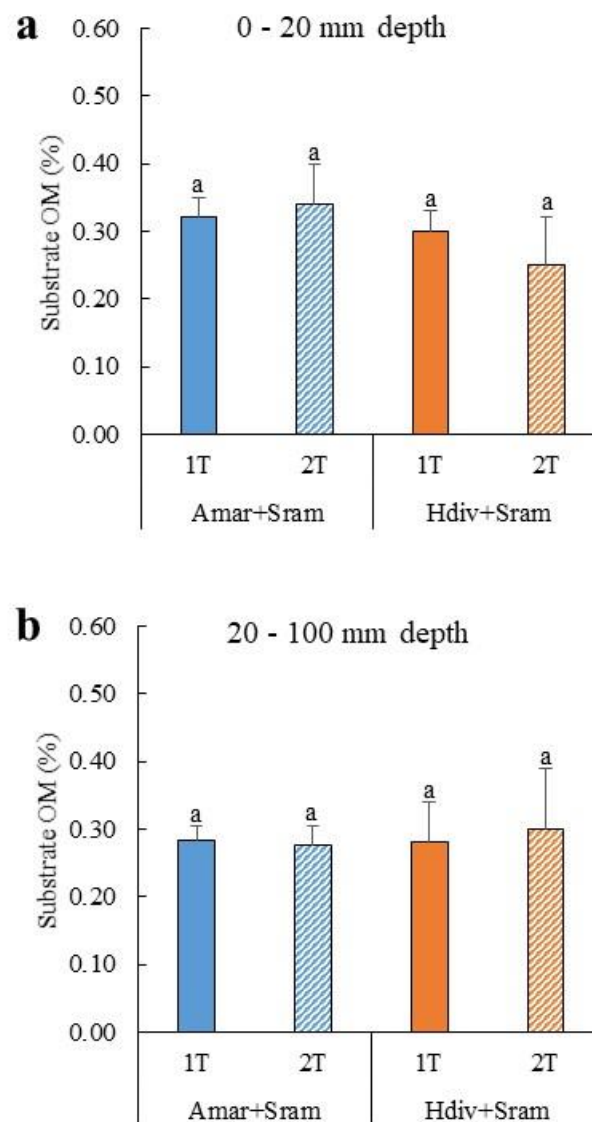 a
0 - 20 mm depth
0.60
0.50
0.40
0.30
0.20
0.10
0.00
Substrate OM (%)
a
a
a
a
1T 2T 1T 2T
Amar+Sram Hdiv+Sram
b
20 - 100 mm depth
0.60
0.50
0.40
0.30
0.20
0.10
0.00
Substrate OM (%)
a
a
a
a
1T 2T 1T 2T
Amar+Sram Hdiv+Sram